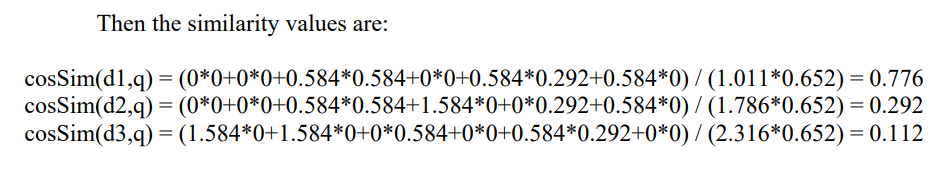 Then the similarity values are:
cosSim(d1,q) = (0*0+0*0+0.584*0.584+0*0+0.584*0.292+0.584*0) / (1.011*0.652) = 0.776
cosSim(d2,q) = (0*0+0*0+0.584*0.584+1.584*0+0*0.292+0.584*0) / (1.786*0.652) = 0.292
cosSim(d3,q) = (1.584*0+1.584*0+0*0.584+0*0+0.584*0.292+0*0) / (2.316*0.652) = 0.112